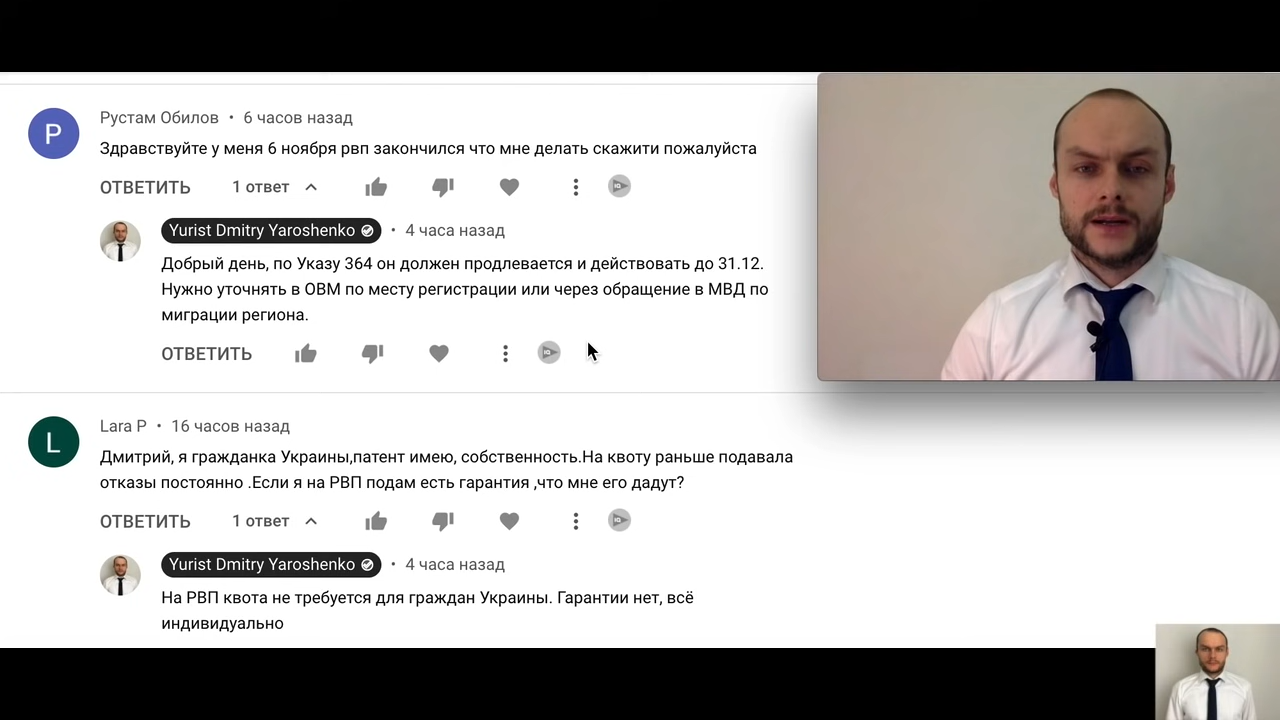 Р
Рустам Обилов • 6 часов назад
Здравствуйте у меня 6 ноября рвп закончился что мне делать скажити пожалуйста
ОТВЕТИТЬ 1 ответ
Yurist Dmitry Yaroshenko • 4 часа назад
Добрый день, по Указу 364 он должен продлевается и действовать до 31.12.
Нужно уточнять в ОВМ по месту регистрации или через обращение в МВД по
миграции региона.
ОТВЕТИТЬ
L
Lara P • 16 часов назад
Дмитрий, я гражданка Украины,патент имею, собственность.На квоту раньше подавала
отказы постоянно .Если я на РВП подам есть гарантия ,что мне его дадут?
ОТВЕТИТЬ 1 ответ
Yurist Dmitry Yaroshenko • 4 часа назад
На РВП квота не требуется для граждан Украины. Гарантии нет, всё
индивидуально